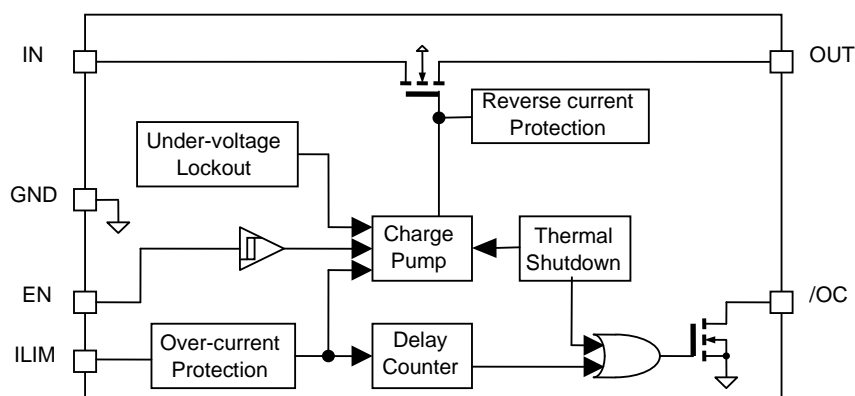 IN
OUT
Reverse current
Protection
Under-voltage
Lockout
GND
Charge
Pump
Thermal
Shutdown
EN
/OC
ILIM
Over-current
Protection
Delay
Counter